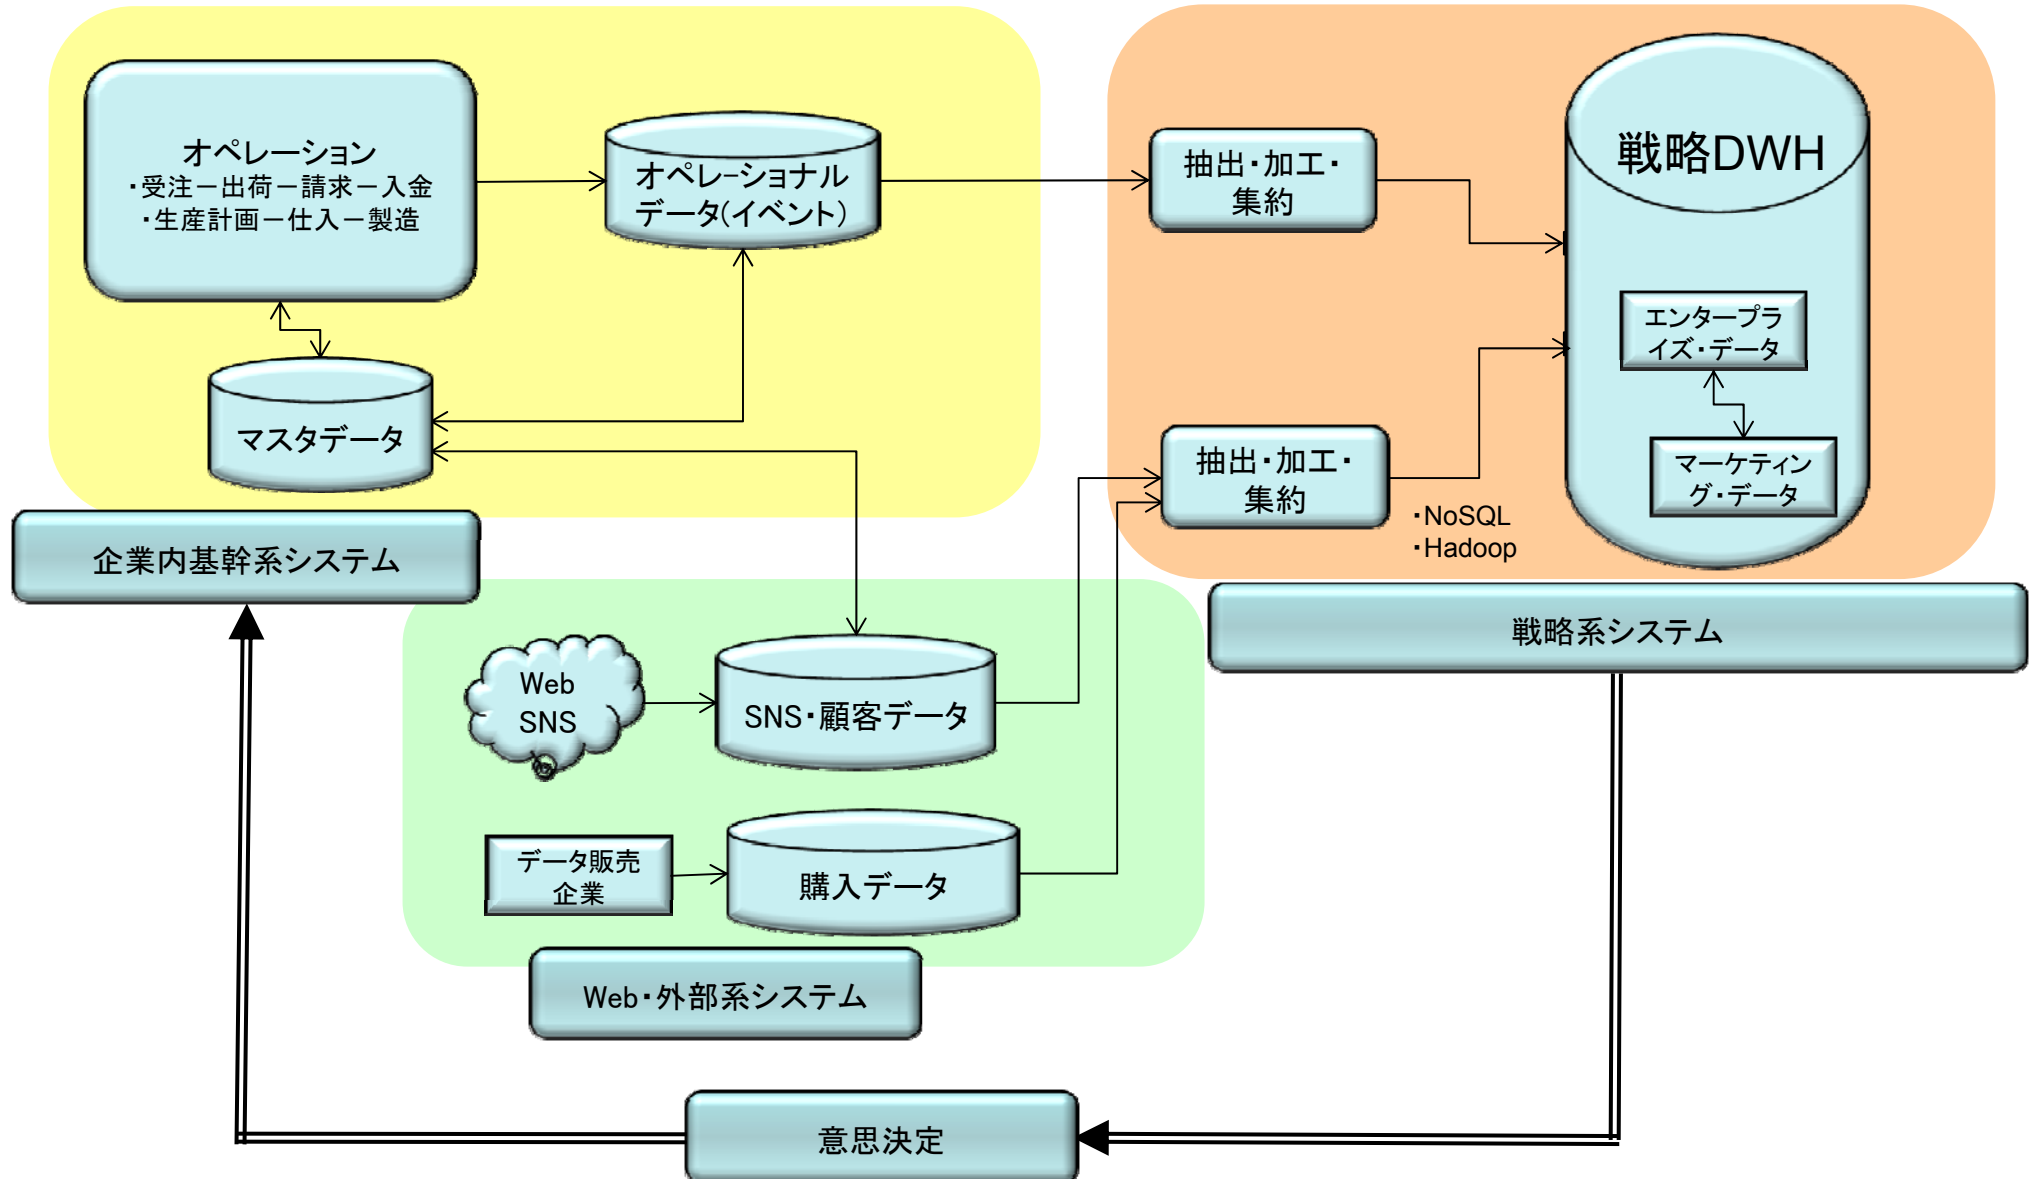 オペレーション
・受注－出荷－請求－入金
・生産計画－仕入－製造
オペレーショナル
データ(イベント)
マスタデータ
企業内基幹系システム
抽出・加工・
集約
戦略DWH
エンタープラ
イズ・データ
マーケティン
グ・データ
抽出・加工・
集約
・NoSQL
・Hadoop
戦略系システム
Web
SNS
SNS・顧客データ
データ販売
企業
購入データ
Web・外部系システム
意思決定